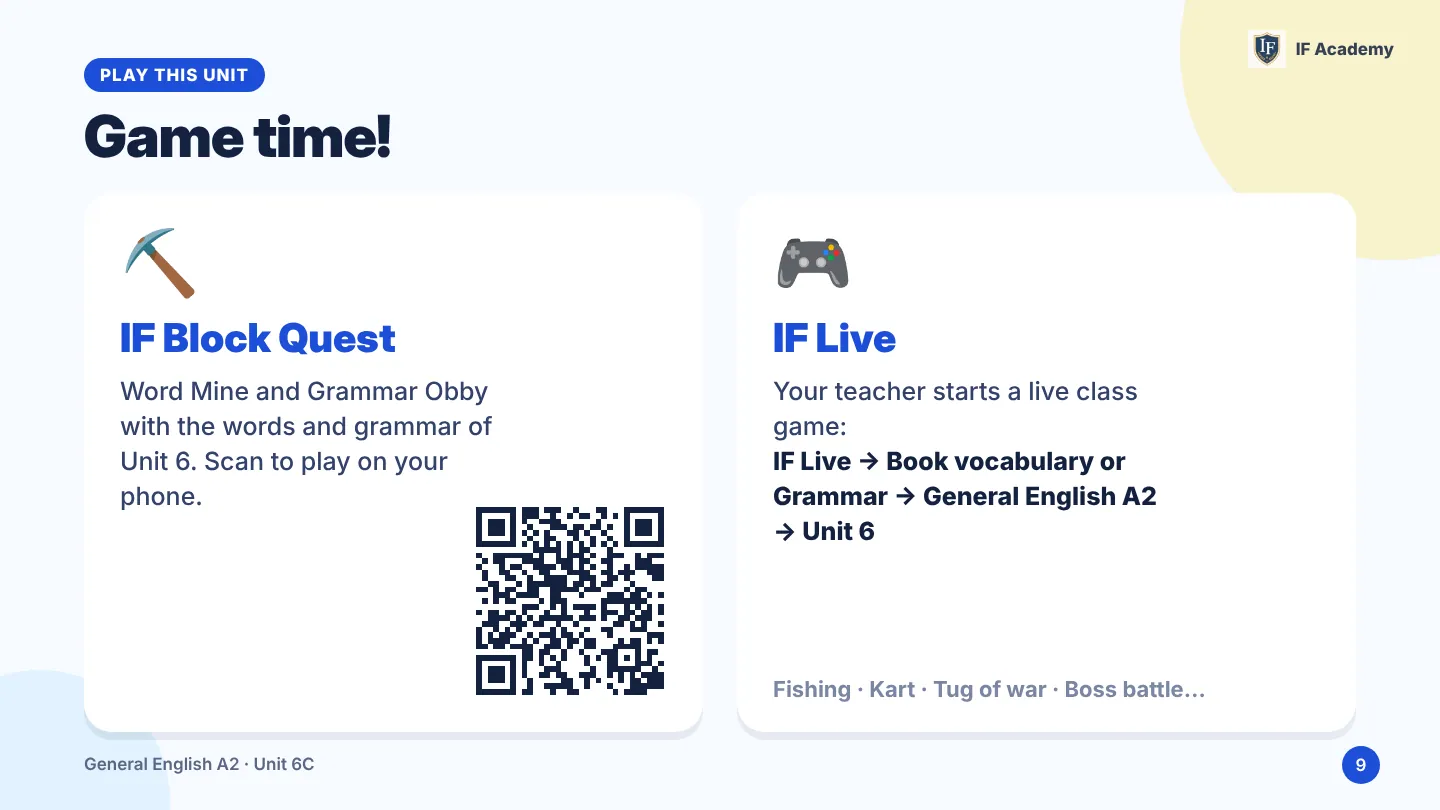 IF Academy
PLAY THIS UNIT
Game time!
IF Block Quest
Word Mine and Grammar Obby
with the words and grammar of
Unit 6. Scan to play on your
phone.
IF Live
Your teacher starts a live class
game:
IF Live → Book vocabulary or
Grammar → General English A2
→ Unit 6
Fishing · Kart · Tug of war · Boss battle...
General English A2 · Unit 6C
9